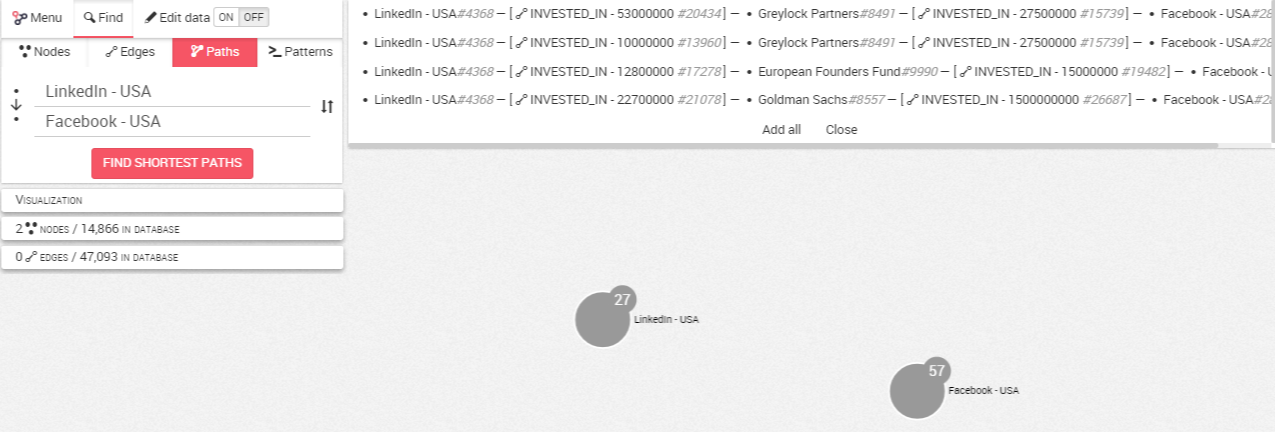 Menu Find Edit data ON OFF
Nodes Edges Paths Patterns
LinkedIn - USA
Facebook - USA
FIND SHORTEST PATHS
VISUALIZATION
2 NODES / 14,866 IN DATABASE
0 EDGES / 47,093 IN DATABASE
• LinkedIn - USA#4368 — [ INVESTED_IN - 53000000 #20434] — • Greylock Partners#8491 — [ INVESTED_IN - 27500000 #15739] — • Facebook - USA#28
• LinkedIn - USA#4368 — [ INVESTED_IN - 10000000 #13960] — • Greylock Partners#8491 — [ INVESTED_IN - 27500000 #15739] — • Facebook - USA#28
• LinkedIn - USA#4368 — [ INVESTED_IN - 12800000 #17278] — • European Founders Fund#9990 — [ INVESTED_IN - 15000000 #19482] — • Facebook - U
• LinkedIn - USA#4368 — [ INVESTED_IN - 22700000 #21078] — • Goldman Sachs#8557 — [ INVESTED_IN - 1500000000 #26687] — • Facebook - USA#2
Add all Close
27
LinkedIn - USA
57
Facebook - USA